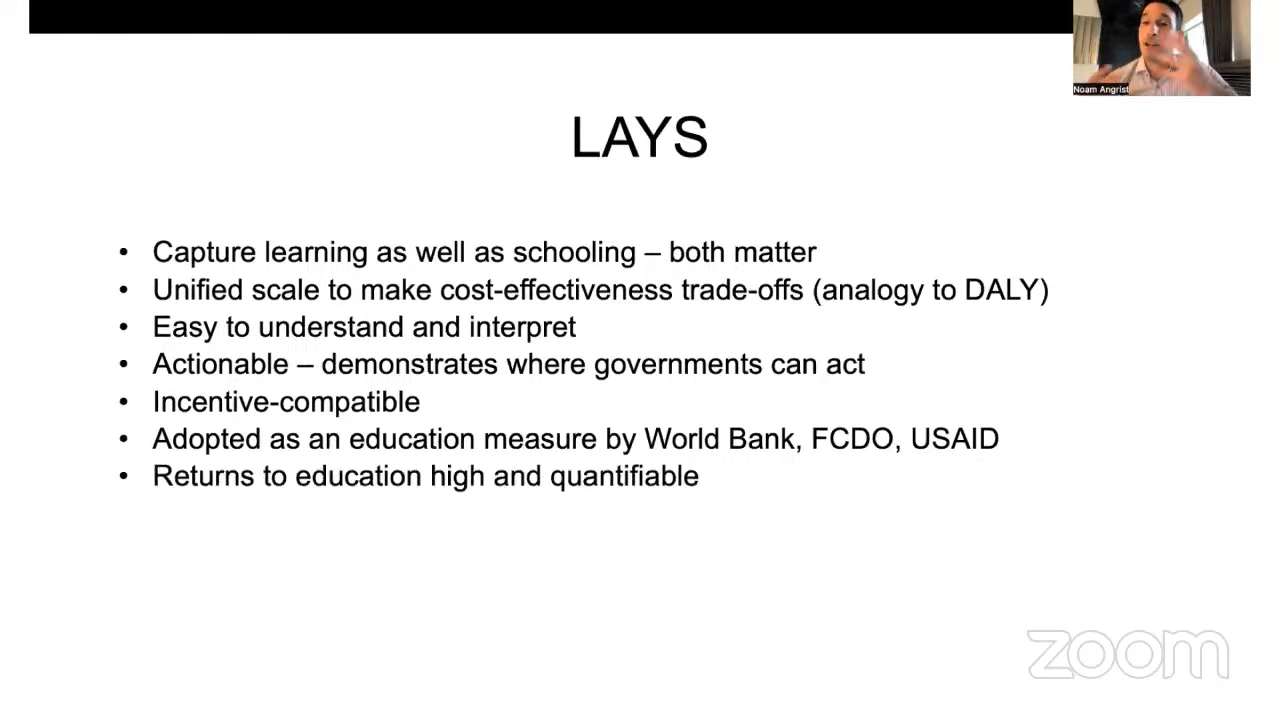 Noam Angrist
LAYS
• Capture learning as well as schooling – both matter
• Unified scale to make cost-effectiveness trade-offs (analogy to DALY)
• Easy to understand and interpret
• Actionable – demonstrates where governments can act
• Incentive-compatible
• Adopted as an education measure by World Bank, FCDO, USAID
• Returns to education high and quantifiable
zoom